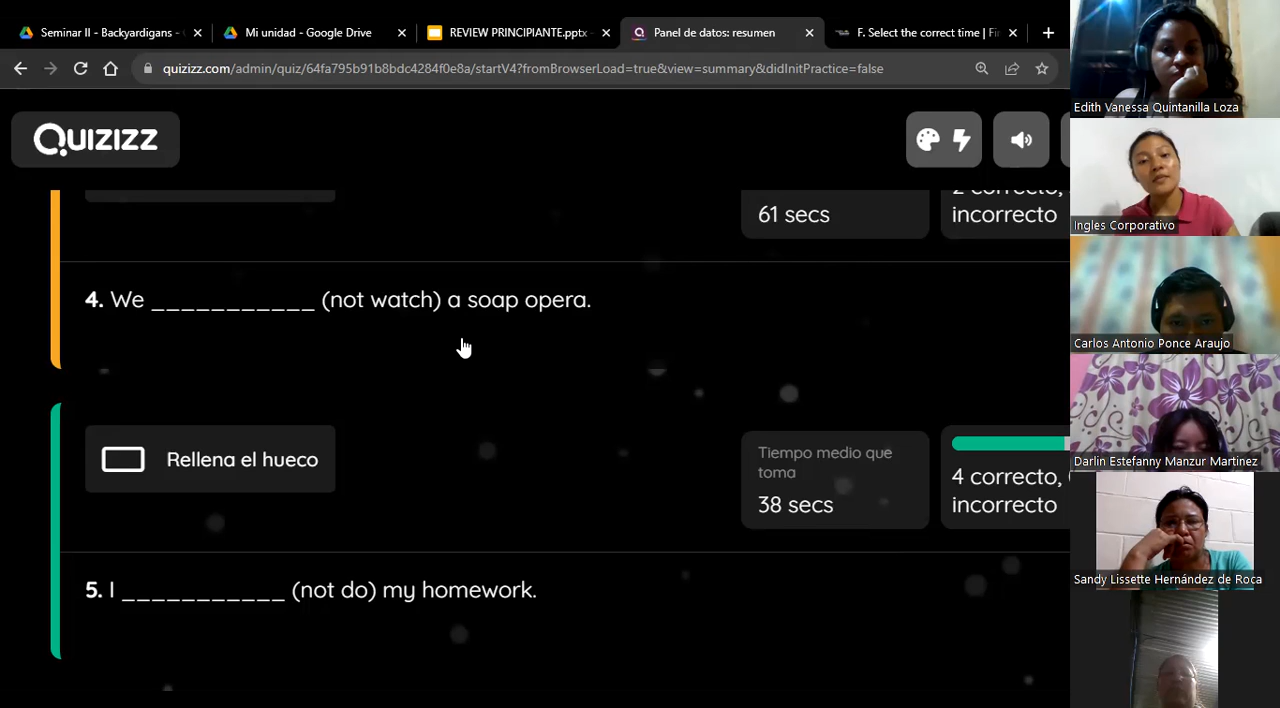 Seminar II - Backyardigans -
Mi unidad - Google Drive
REVIEW PRINCIPIANTE.pptx
Panel de datos: resumen
F. Select the correct time | Fi
quizizz.com/admin/quiz/64fa795b91b8bdc4284f0e8a/startV4?fromBrowserLoad=true&view=summary&didInitPractice=false
QUIZIZZ
61 secs
2 correcto,
incorrecto
4. We ___________ (not watch) a soap opera.
Rellena el hueco
Tiempo medio que
toma
38 secs
4 correcto,
incorrecto
5. I ___________ (not do) my homework.
Edith Vanessa Quintanilla Loza
Ingles Corporativo
Carlos Antonio Ponce Araujo
Darlin Estefanny Manzur Martinez
Sandy Lissette Hernández de Roca